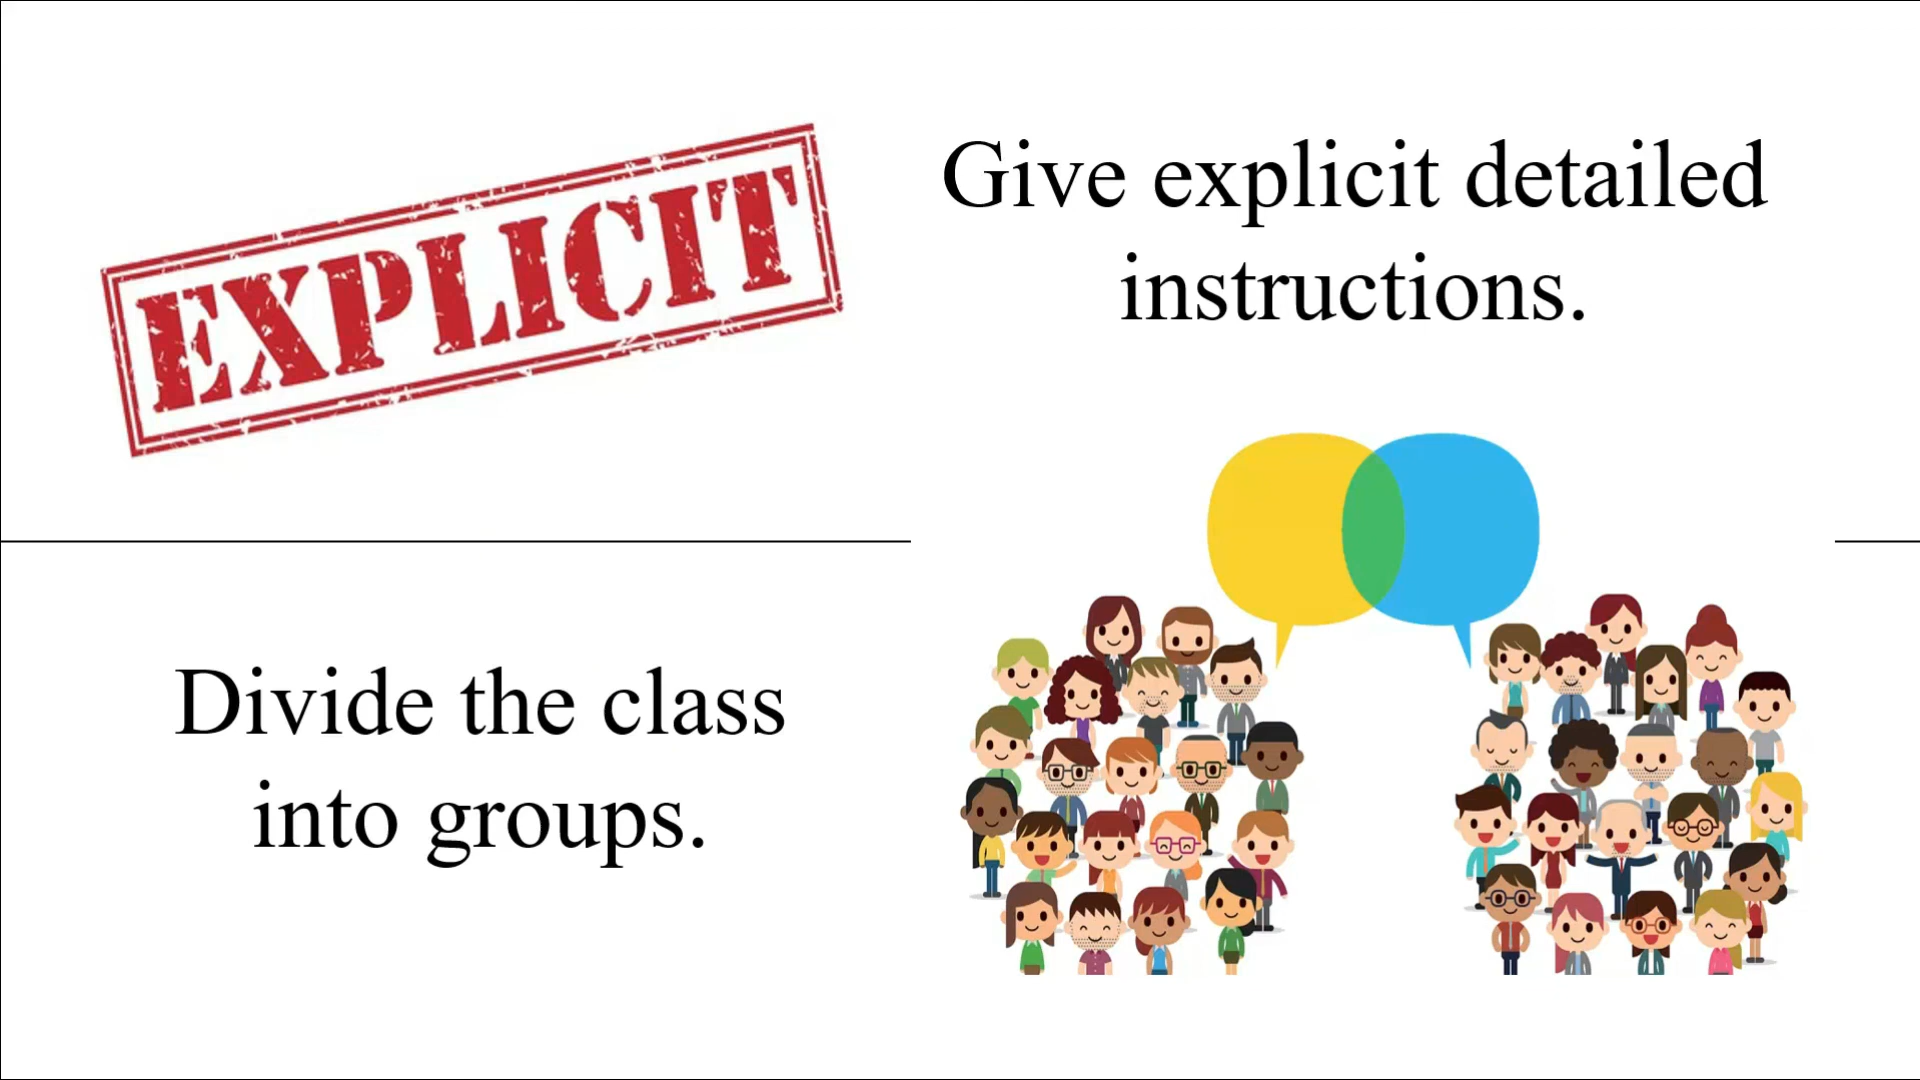 EXPLICIT
Give explicit detailed
instructions.
Divide the class
into groups.